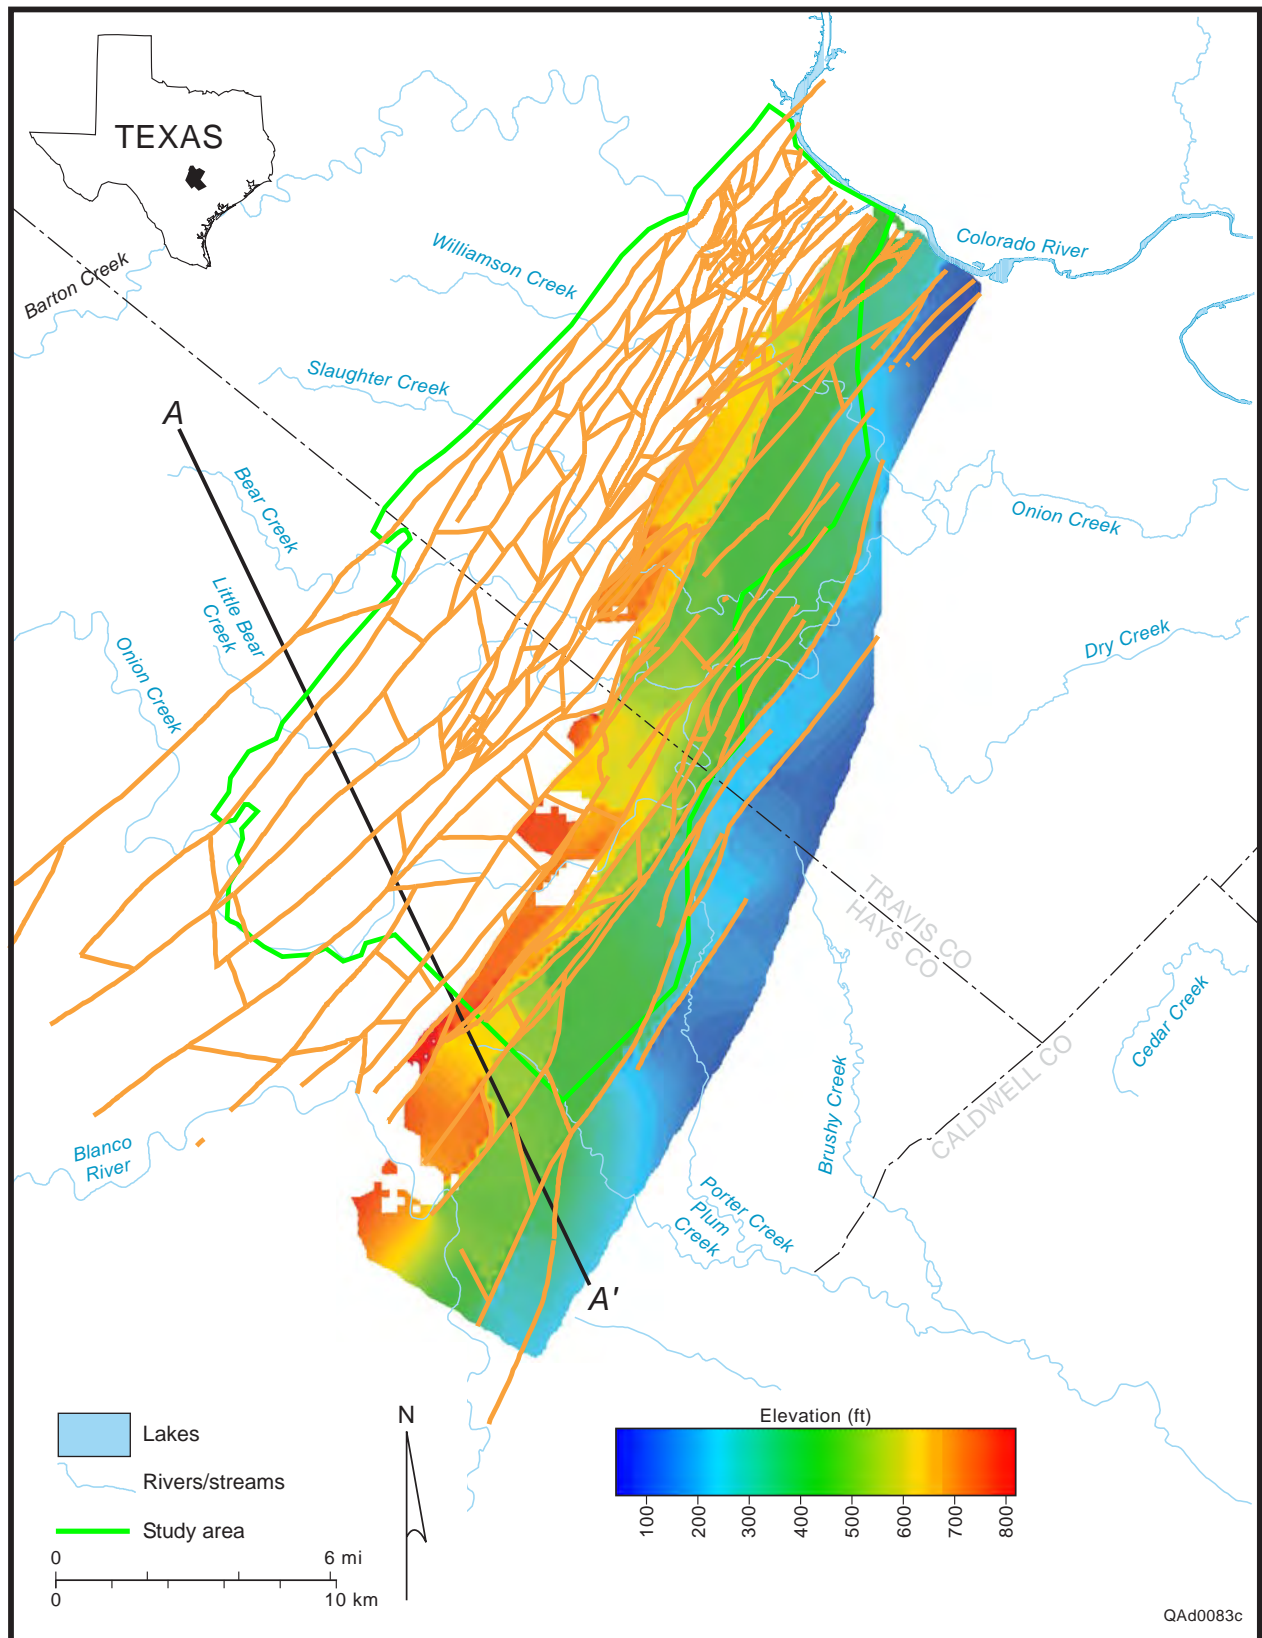 TEXAS
Barton Creek
Williamson Creek
Colorado River
Slaughter Creek
A
Bear Creek
Onion Creek
Little Bear
Creek
Onion Creek
Dry Creek
TRAVIS CO
HAYS CO
Cedar Creek
CALDWELL CO
Brushy Creek
Blanco
River
Porter Creek
Plum
Creek
A'
N
Elevation (ft)
100
200
300
400
500
600
700
800
Lakes
Rivers/streams
Study area
0
6 mi
0
10 km
QAd0083c